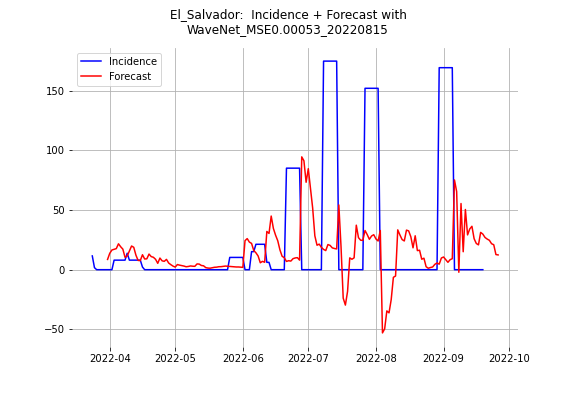 El_Salvador:  Incidence + Forecast with
WaveNet_MSE0.00053_20220815
Incidence
Forecast
150
100
50
0
−50
2022-04 2022-05 2022-06 2022-07 2022-08 2022-09 2022-10